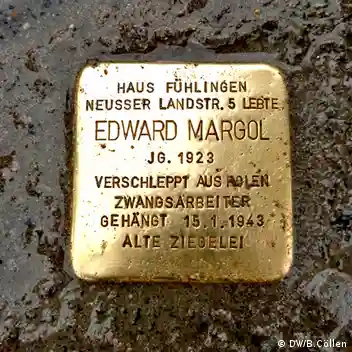 HAUS FÜHLINGEN
NEUSSER LANDSTR. 5 LEBTE
EDWARD MARGOL
JG. 1923
VERSCHLEPPT AUS POLEN
ZWANGSARBEITER
GEHÄNGT 15.1.1943
ALTE ZIEGELEI
© DW/B.Cöllen